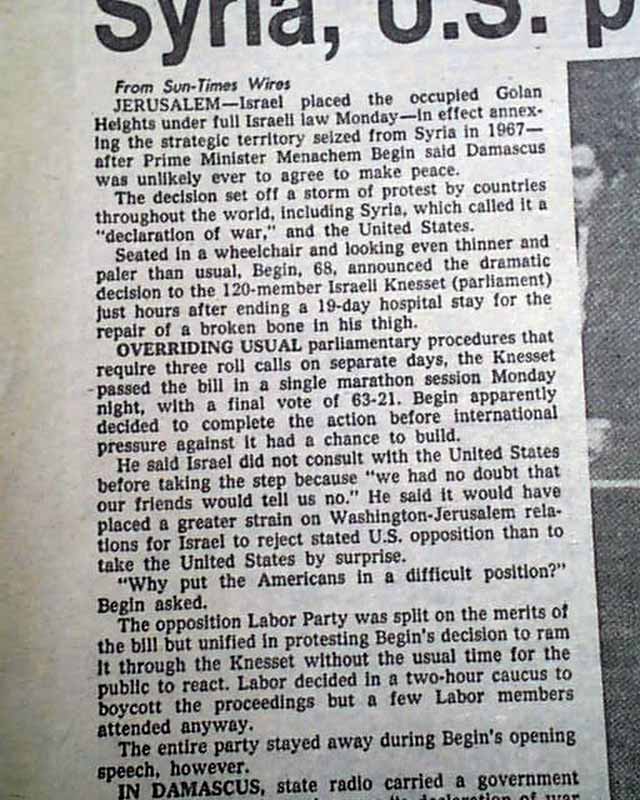 Syria, U.S. p
From Sun-Times Wires
JERUSALEM—Israel placed the occupied Golan
Heights under full Israeli law Monday—in effect annex-
ing the strategic territory seized from Syria in 1967—
after Prime Minister Menachem Begin said Damascus
was unlikely ever to agree to make peace.
The decision set off a storm of protest by countries
throughout the world, including Syria, which called it a
"declaration of war," and the United States.
Seated in a wheelchair and looking even thinner and
paler than usual, Begin, 68, announced the dramatic
decision to the 120-member Israeli Knesset (parliament)
just hours after ending a 19-day hospital stay for the
repair of a broken bone in his thigh.
OVERRIDING USUAL parliamentary procedures that
require three roll calls on separate days, the Knesset
passed the bill in a single marathon session Monday
night, with a final vote of 63-21. Begin apparently
decided to complete the action before international
pressure against it had a chance to build.
He said Israel did not consult with the United States
before taking the step because "we had no doubt that
our friends would tell us no." He said it would have
placed a greater strain on Washington-Jerusalem rela-
tions for Israel to reject stated U.S. opposition than to
take the United States by surprise.
"Why put the Americans in a difficult position?"
Begin asked.
The opposition Labor Party was split on the merits of
the bill but unified in protesting Begin's decision to ram
it through the Knesset without the usual time for the
public to react. Labor decided in a two-hour caucus to
boycott the proceedings but a few Labor members
attended anyway.
The entire party stayed away during Begin's opening
speech, however.
IN DAMASCUS, state radio carried a government
declaration of war